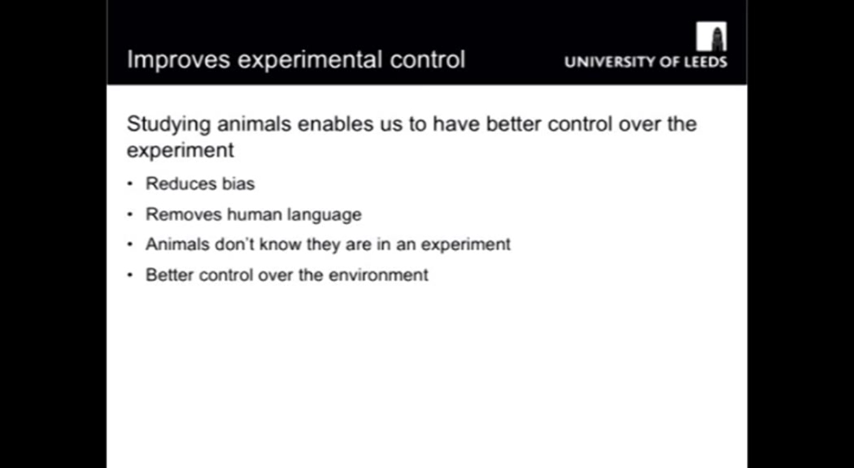 Improves experimental control
UNIVERSITY OF LEEDS
Studying animals enables us to have better control over the
experiment
• Reduces bias
• Removes human language
• Animals don't know they are in an experiment
• Better control over the environment